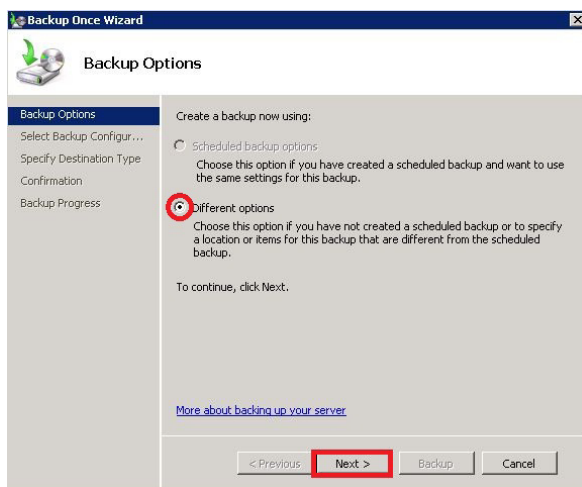 Backup Once Wizard
Backup Options
Backup Options
Select Backup Configur...
Specify Destination Type
Confirmation
Backup Progress
Create a backup now using:
Scheduled backup options
Choose this option if you have created a scheduled backup and want to use
the same settings for this backup.
Different options
Choose this option if you have not created a scheduled backup or to specify
a location or items for this backup that are different from the scheduled
backup.
To continue, click Next.
More about backing up your server
< Previous
Next >
Backup
Cancel